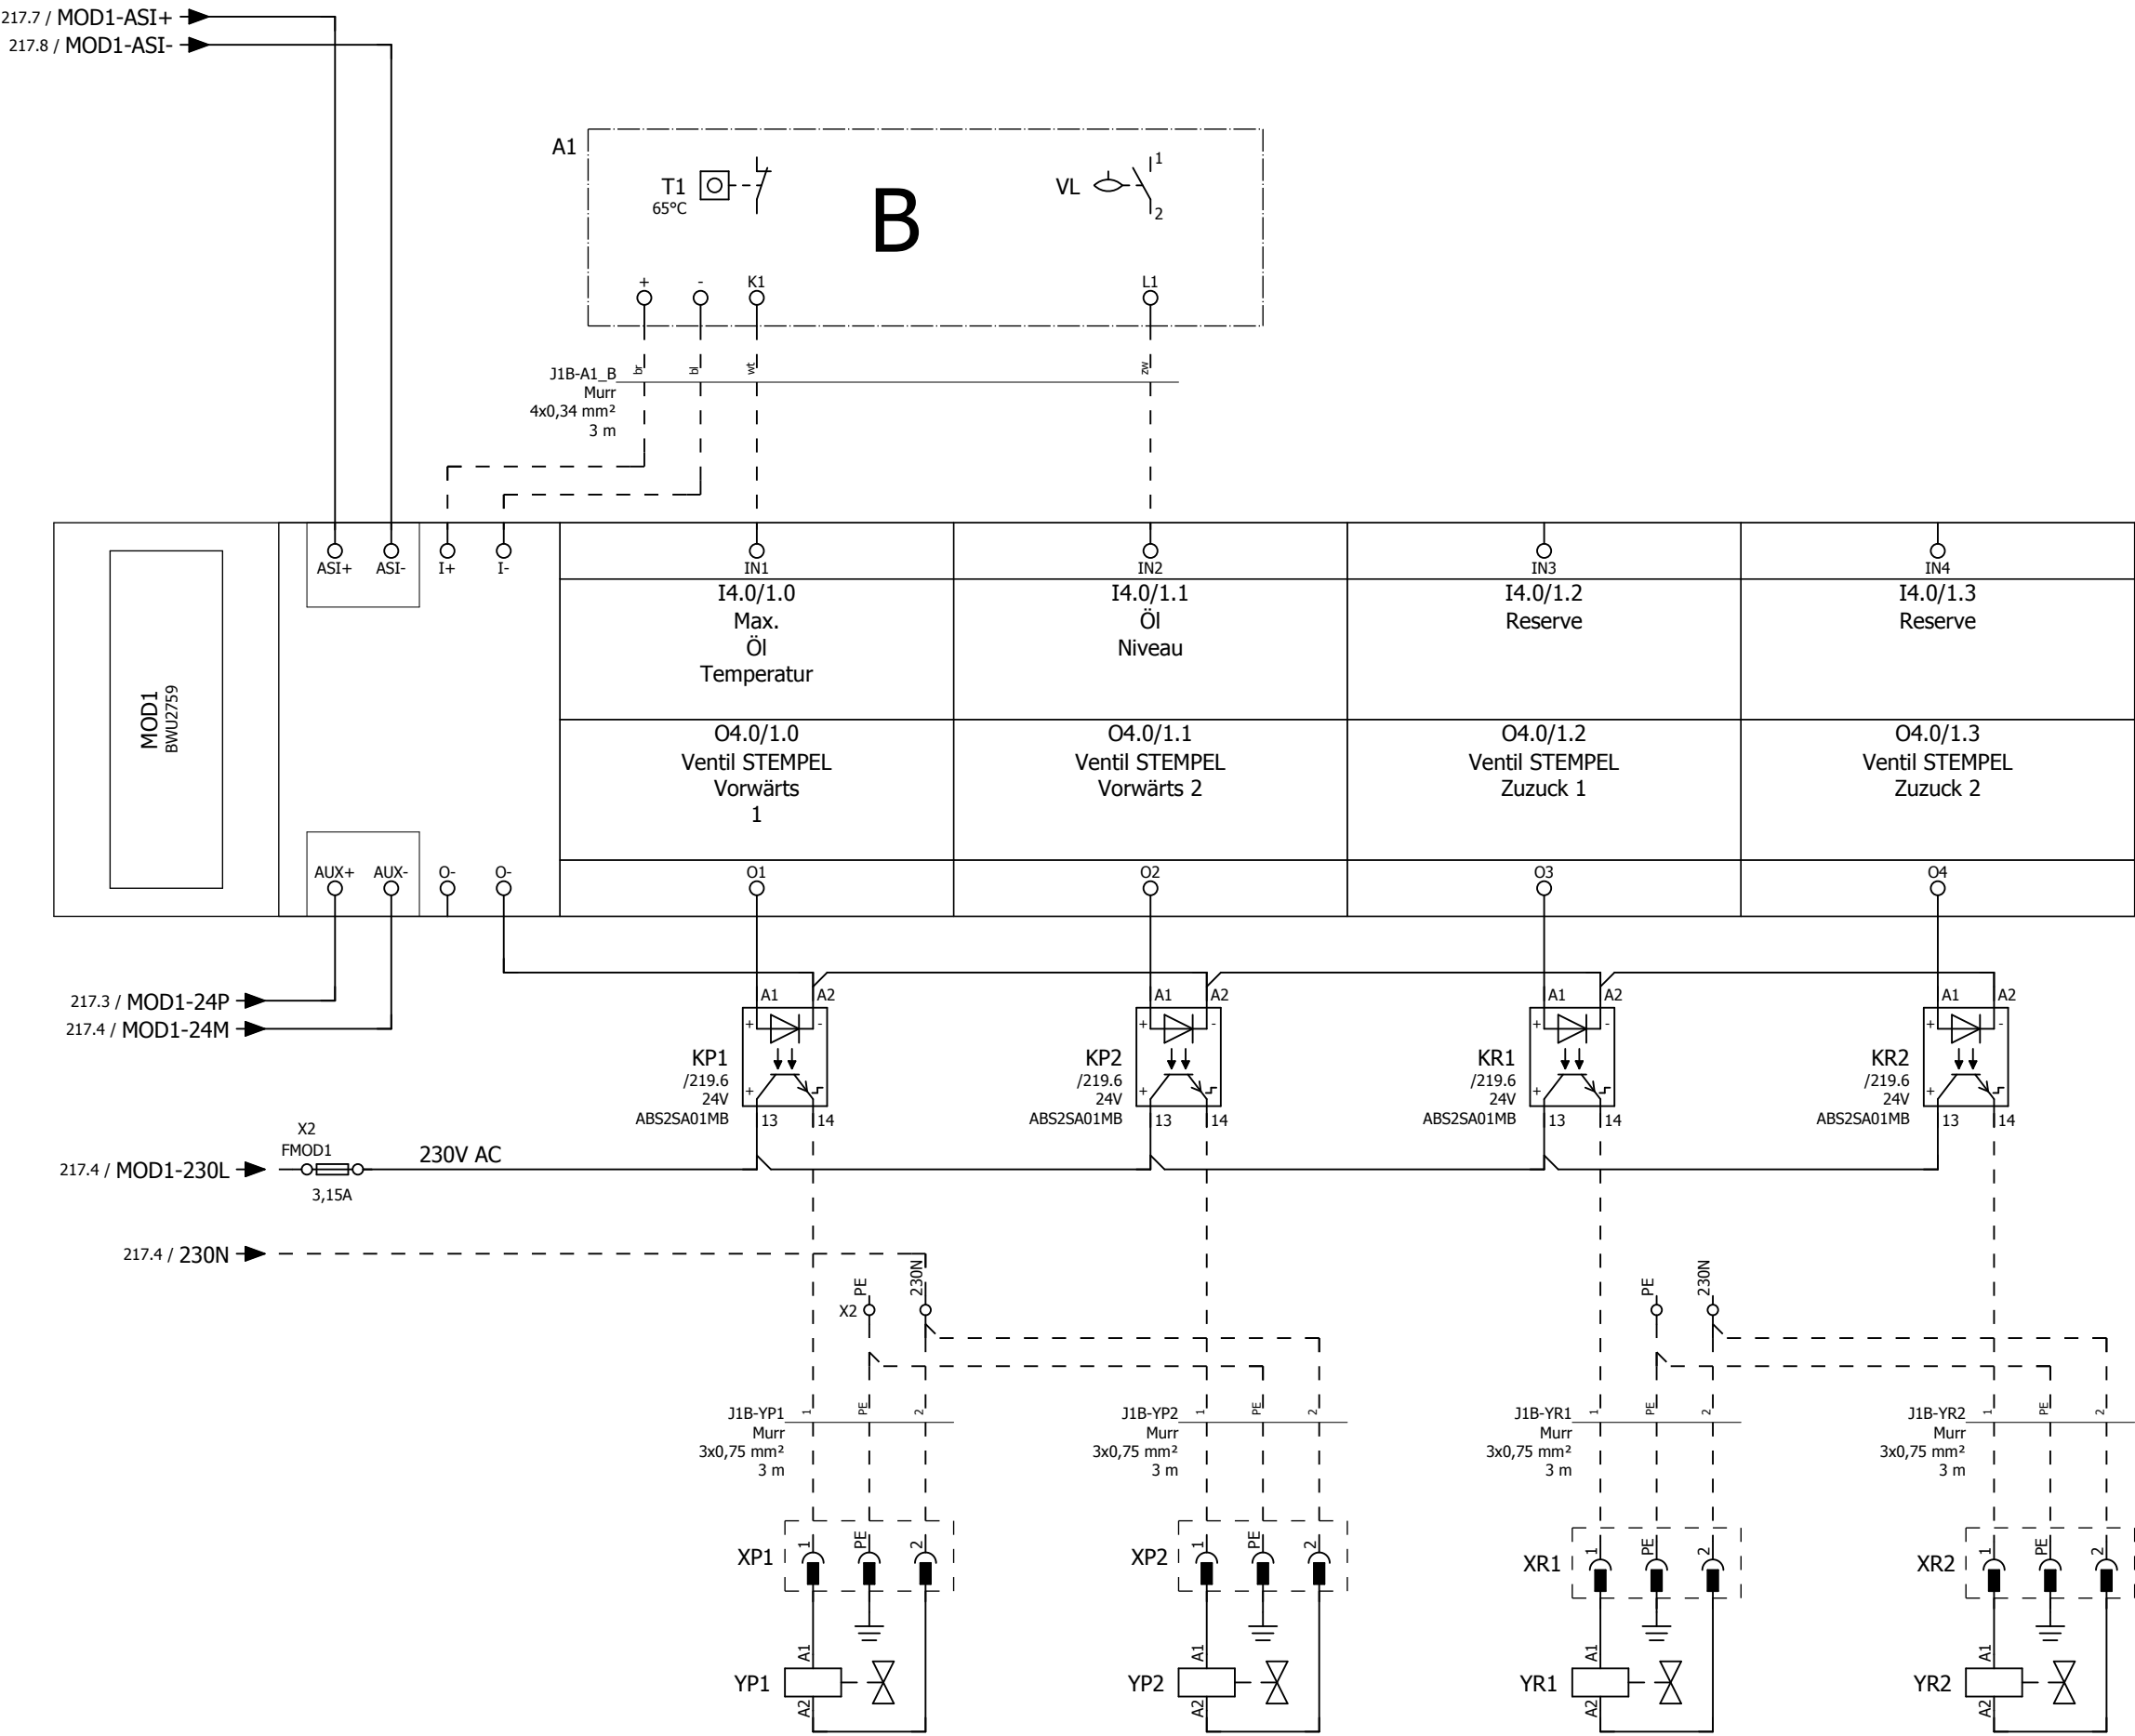 217.7 / MOD1-ASI+
217.8 / MOD1-ASI-
A1
T1
65°C
B
VL
1
2
+
-
K1
L1
J1B-A1_B
Murr
4x0,34 mm²
3 m
br
bl
wt
zw
MOD1
BWU2759
ASI+
ASI-
I+
I-
IN1
IN2
IN3
IN4
I4.0/1.0
Max.
Öl
Temperatur
I4.0/1.1
Öl
Niveau
I4.0/1.2
Reserve
I4.0/1.3
Reserve
O4.0/1.0
Ventil STEMPEL
Vorwärts
1
O4.0/1.1
Ventil STEMPEL
Vorwärts 2
O4.0/1.2
Ventil STEMPEL
Zuzuck 1
O4.0/1.3
Ventil STEMPEL
Zuzuck 2
AUX+
AUX-
O-
O-
O1
O2
O3
O4
217.3 / MOD1-24P
217.4 / MOD1-24M
A1
A2
+
-
KP1
/219.6
24V
ABS2SA01MB
+
13
14
A1
A2
+
-
KP2
/219.6
24V
ABS2SA01MB
+
13
14
A1
A2
+
-
KR1
/219.6
24V
ABS2SA01MB
+
13
14
A1
A2
+
-
KR2
/219.6
24V
ABS2SA01MB
+
13
14
X2
FMOD1
3,15A
217.4 / MOD1-230L
230V AC
217.4 / 230N
X2
PE
230N
PE
230N
J1B-YP1
Murr
3x0,75 mm²
3 m
1
PE
2
J1B-YP2
Murr
3x0,75 mm²
3 m
1
PE
2
J1B-YR1
Murr
3x0,75 mm²
3 m
1
PE
2
J1B-YR2
Murr
3x0,75 mm²
3 m
1
PE
2
XP1
1
PE
2
XP2
1
PE
2
XR1
1
PE
2
XR2
1
PE
2
YP1
A1
A2
YP2
A1
A2
YR1
A1
A2
YR2
A1
A2